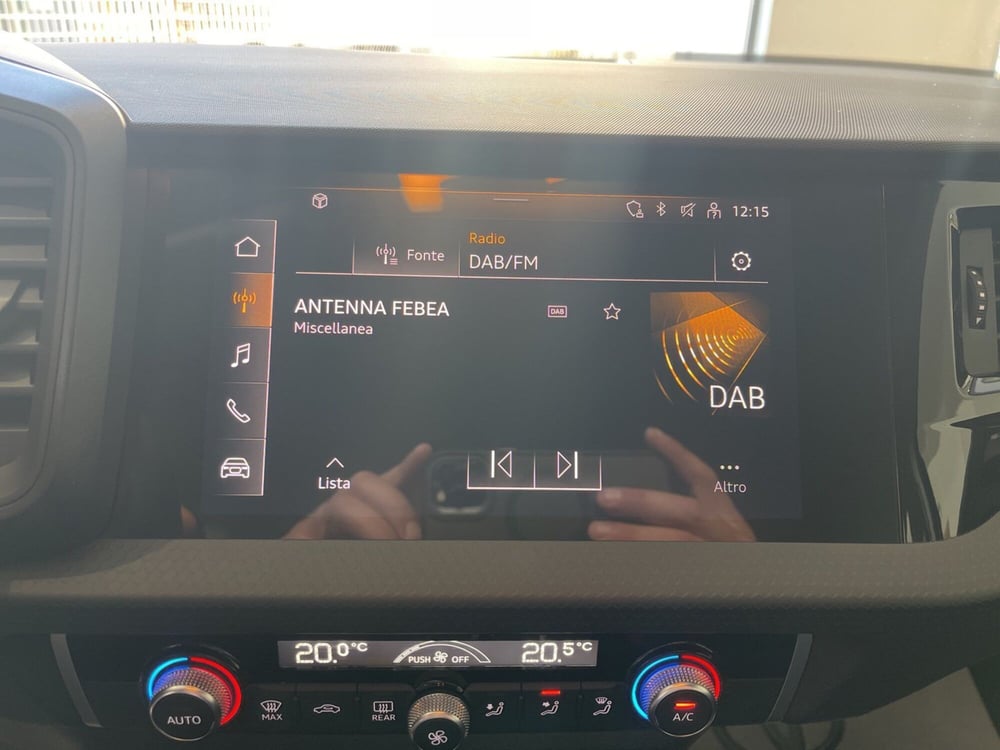 12:15
Fonte
Radio
DAB/FM
ANTENNA FEBEA
DAB
Miscellanea
DAB
Lista
Altro
20.0°C
PUSH OFF
20.5°C
AUTO
MAX
REAR
A/C